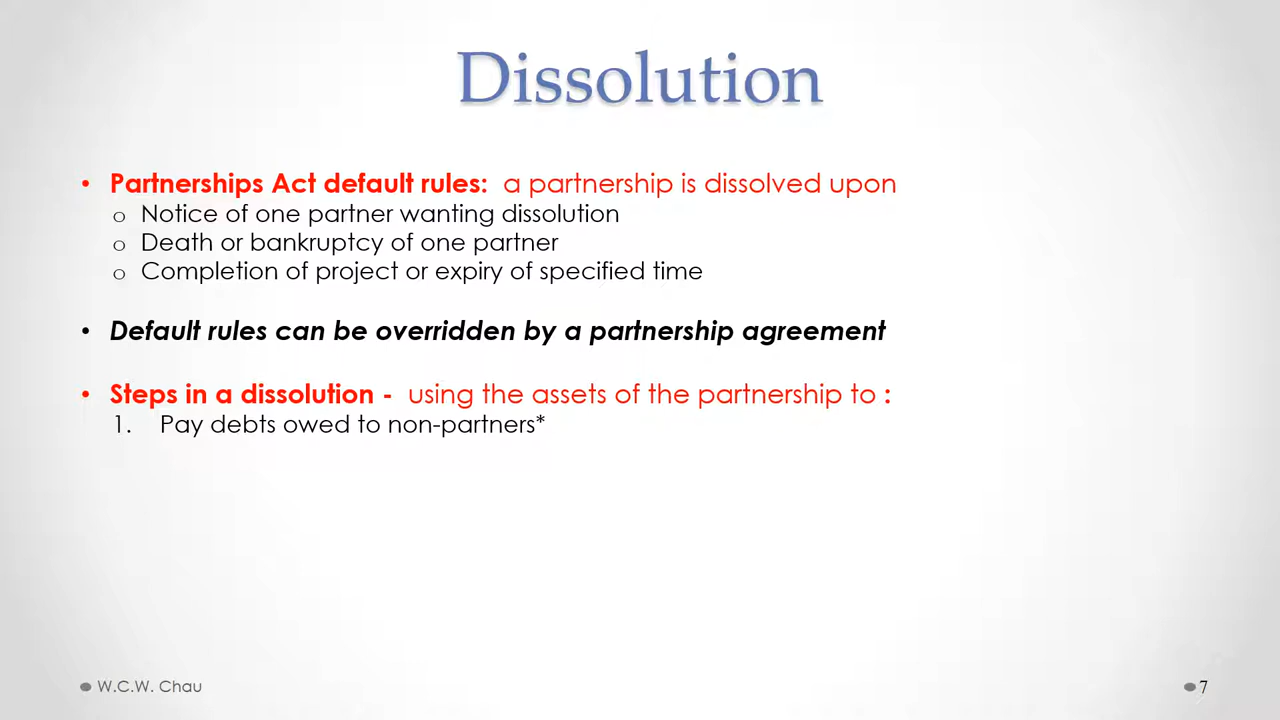 Dissolution
• Partnerships Act default rules: a partnership is dissolved upon
o Notice of one partner wanting dissolution
o Death or bankruptcy of one partner
o Completion of project or expiry of specified time
• Default rules can be overridden by a partnership agreement
• Steps in a dissolution - using the assets of the partnership to :
1. Pay debts owed to non-partners*
W.C.W. Chau
7